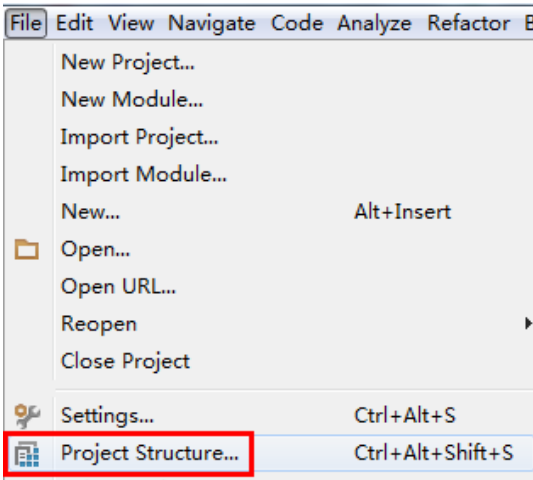 File Edit View Navigate Code Analyze Refactor
New Project...
New Module...
Import Project...
Import Module...
New... Alt+Insert
Open...
Open URL...
Reopen
Close Project
Settings... Ctrl+Alt+S
Project Structure... Ctrl+Alt+Shift+S